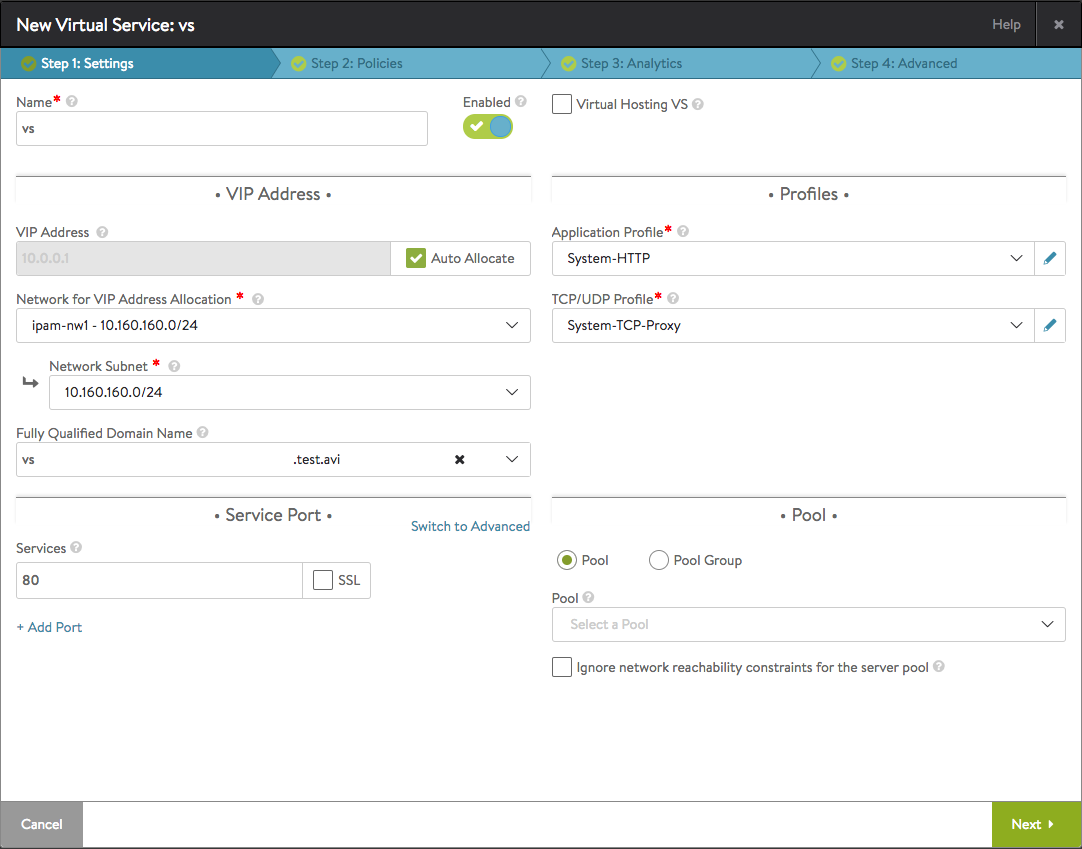 New Virtual Service: vs
Help
Step 1: Settings
Step 2: Policies
Step 3: Analytics
Step 4: Advanced
Name*
Enabled
Virtual Hosting VS
vs
• VIP Address •
• Profiles •
VIP Address
Application Profile*
10.0.0.1
Auto Allocate
System-HTTP
Network for VIP Address Allocation *
TCP/UDP Profile*
ipam-nw1 - 10.160.160.0/24
System-TCP-Proxy
Network Subnet *
10.160.160.0/24
Fully Qualified Domain Name
vs .test.avi
• Service Port •
• Pool •
Switch to Advanced
Services
Pool
Pool Group
80
SSL
Pool
Select a Pool
+ Add Port
Ignore network reachability constraints for the server pool
Cancel
Next